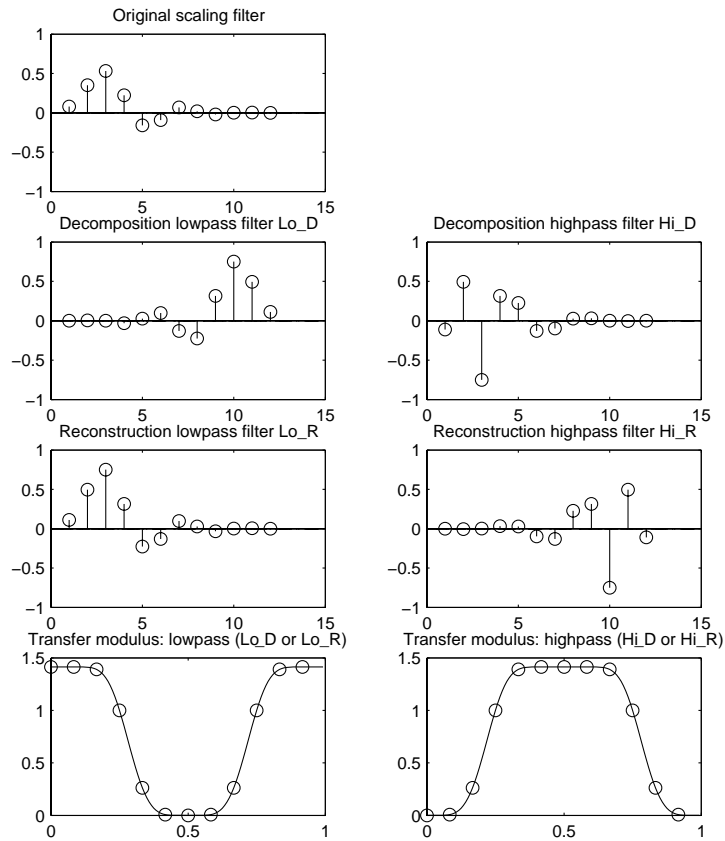 Original scaling filter
1
0.5
0
−0.5
−1
0 5 10 15
Decomposition lowpass filter Lo_D
1
0.5
0
−0.5
−1
0 5 10 15
Decomposition highpass filter Hi_D
1
0.5
0
−0.5
−1
0 5 10 15
Reconstruction lowpass filter Lo_R
1
0.5
0
−0.5
−1
0 5 10 15
Reconstruction highpass filter Hi_R
1
0.5
0
−0.5
−1
0 5 10 15
Transfer modulus: lowpass (Lo_D or Lo_R)
1.5
1
0.5
0
0 0.5 1
Transfer modulus: highpass (Hi_D or Hi_R)
1.5
1
0.5
0
0 0.5 1